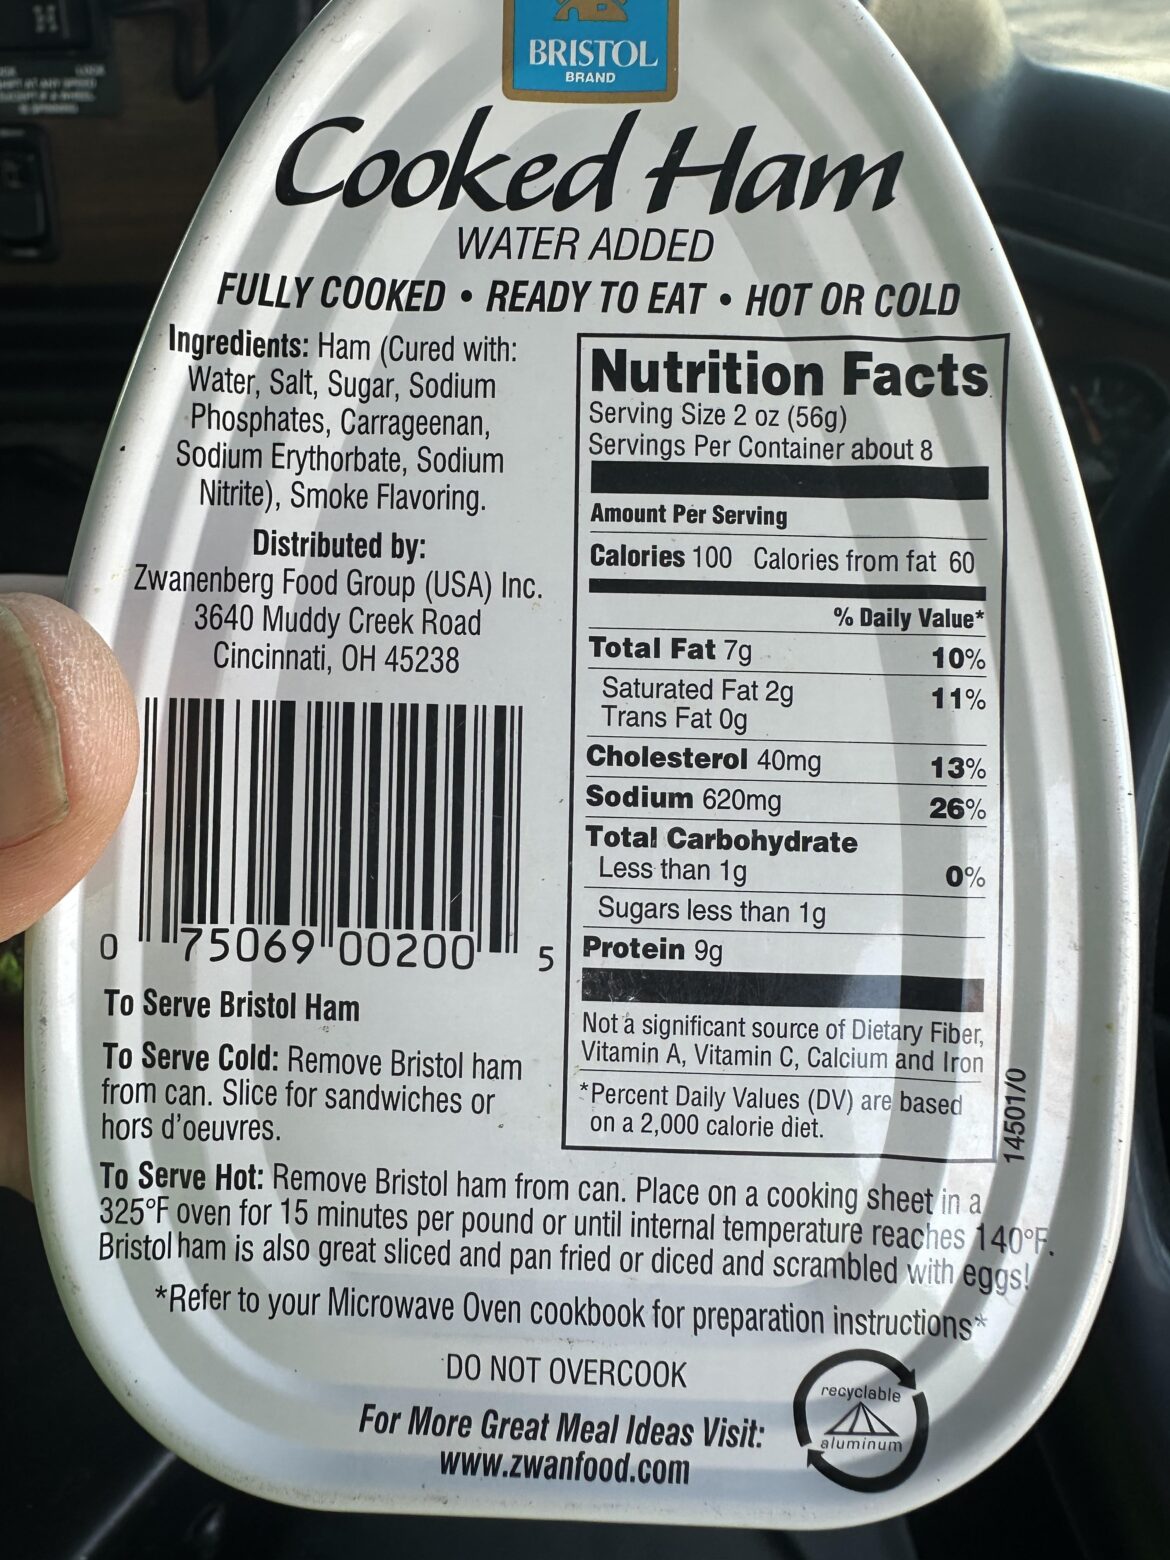 BRISTOL
BRAND
Cooked Ham
WATER ADDED
FULLY COOKED • READY TO EAT • HOT OR COLD
Ingredients: Ham (Cured with:
Water, Salt, Sugar, Sodium
Phosphates, Carrageenan,
Sodium Erythorbate, Sodium
Nitrite), Smoke Flavoring.
Distributed by:
Zwanenberg Food Group (USA) Inc.
3640 Muddy Creek Road
Cincinnati, OH 45238
0 75069 00200 5
Nutrition Facts
Serving Size 2 oz (56g)
Servings Per Container about 8
Amount Per Serving
Calories 100 Calories from fat 60
% Daily Value*
Total Fat 7g 10%
Saturated Fat 2g 11%
Trans Fat 0g
Cholesterol 40mg 13%
Sodium 620mg 26%
Total Carbohydrate
Less than 1g 0%
Sugars less than 1g
Protein 9g
Not a significant source of Dietary Fiber,
Vitamin A, Vitamin C, Calcium and Iron
*Percent Daily Values (DV) are based
on a 2,000 calorie diet.
14501/0
To Serve Bristol Ham
To Serve Cold: Remove Bristol ham
from can. Slice for sandwiches or
hors d'oeuvres.
To Serve Hot: Remove Bristol ham from can. Place on a cooking sheet in a
325°F oven for 15 minutes per pound or until internal temperature reaches 140°F.
Bristol ham is also great sliced and pan fried or diced and scrambled with eggs!
*Refer to your Microwave Oven cookbook for preparation instructions*
DO NOT OVERCOOK
For More Great Meal Ideas Visit:
www.zwanfood.com
recyclable
aluminum